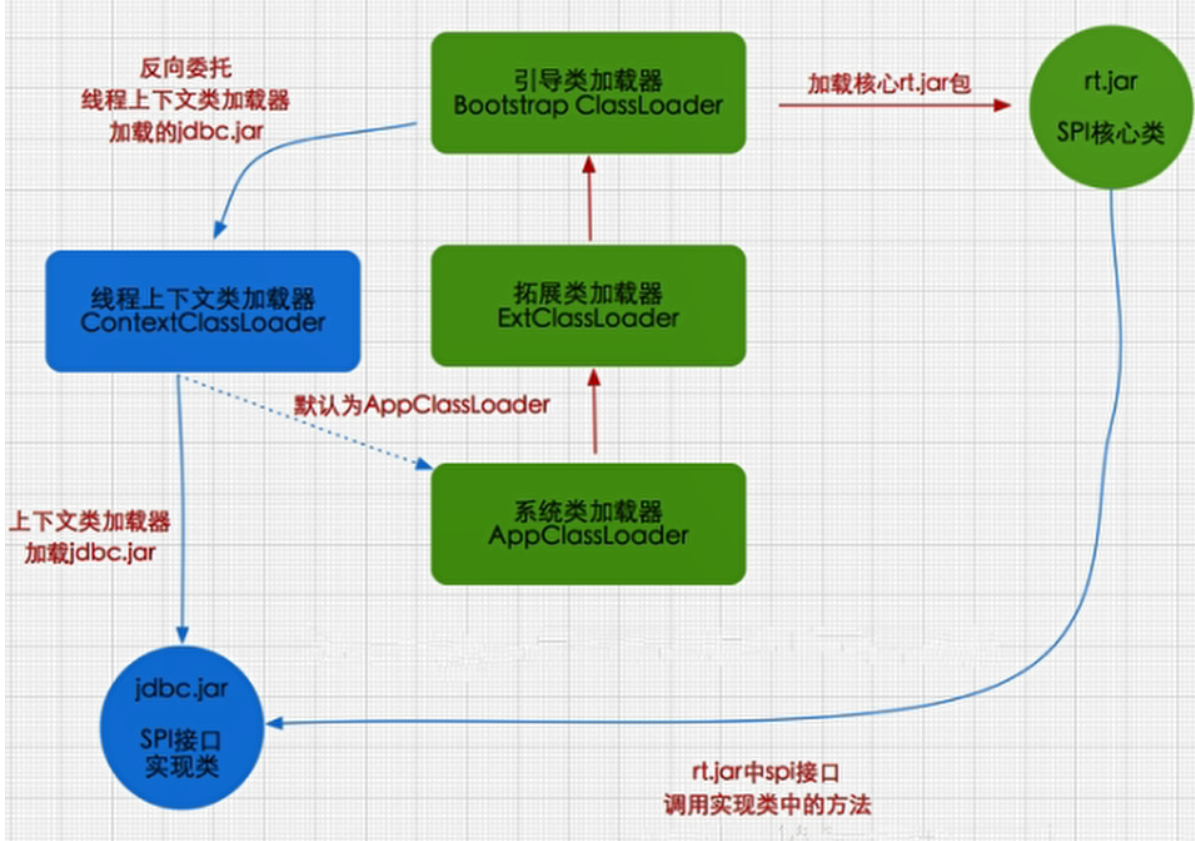 反向委托
线程上下文类加载器
加载的jdbc.jar
引导类加载器
Bootstrap ClassLoader
加载核心rt.jar包
rt.jar
SPI核心类
线程上下文类加载器
ContextClassLoader
拓展类加载器
ExtClassLoader
默认为AppClassLoader
系统类加载器
AppClassLoader
上下文类加载器
加载jdbc.jar
jdbc.jar
SPI接口
实现类
rt.jar中spi接口
调用实现类中的方法